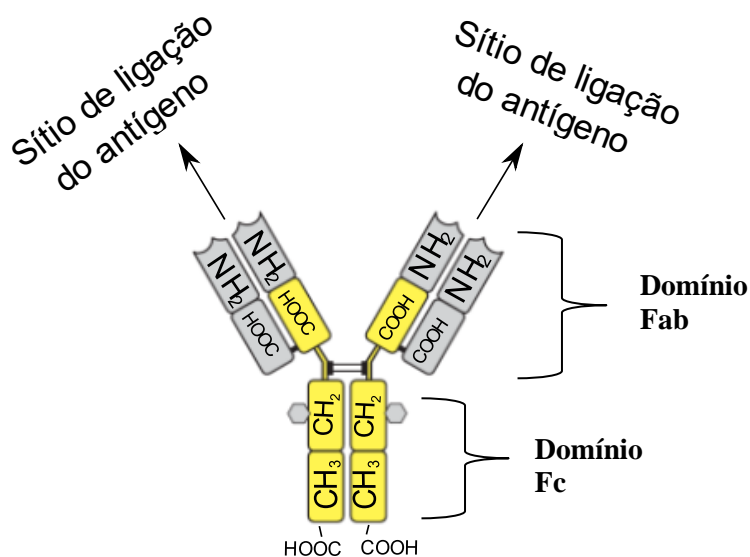 Sítio de ligação
do antígeno
Sítio de ligação
do antígeno
NH2
NH2
HOOC
HOOC
NH2
NH2
COOH
COOH
Domínio
Fab
CH2
CH2
CH3
CH3
Domínio
Fc
HOOC
COOH